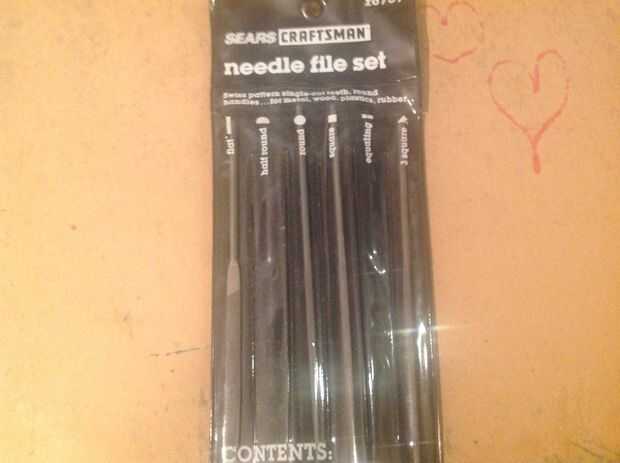 SEARS CRAFTSMAN
needle file set
Swiss pattern single-cut teeth, round
handles...for metal, wood, plastics, rubber
flat
half round
round
square
equaling
3 square
CONTENTS: